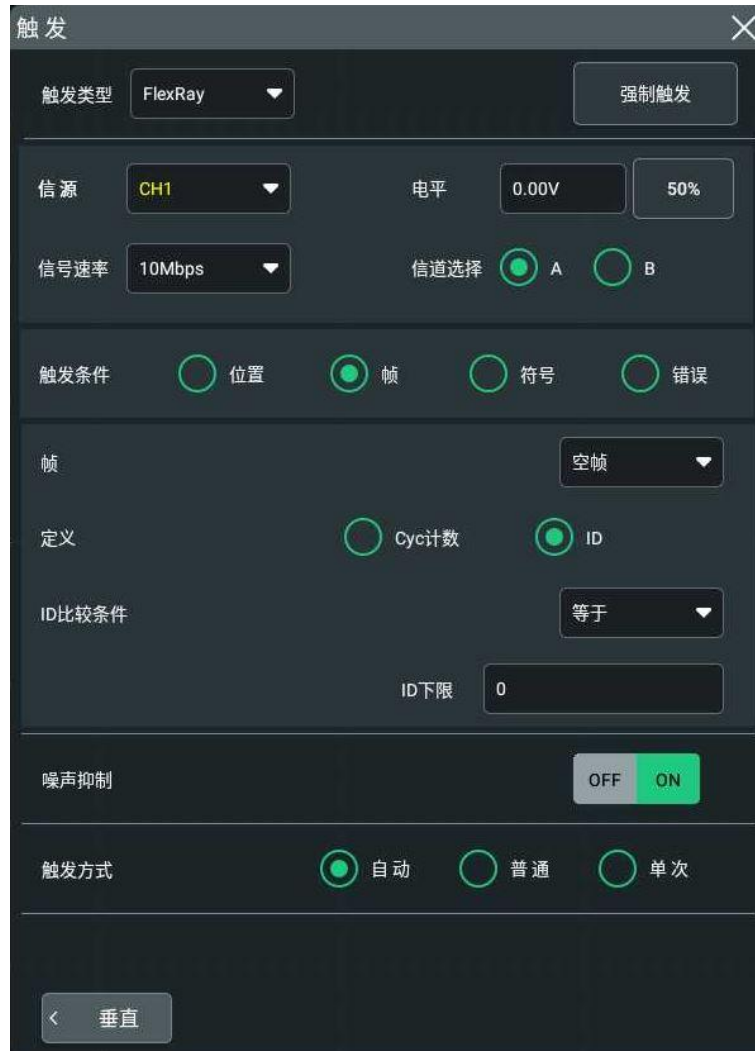 触发
触发类型 FlexRay 强制触发
信源 CH1 电平 0.00V 50%
信号速率 10Mbps 信道选择 A B
触发条件 位置 帧 符号 错误
帧 空帧
定义 Cyc计数 ID
ID比较条件 等于
ID下限 0
噪声抑制 OFF ON
触发方式 自动 普通 单次
垂直